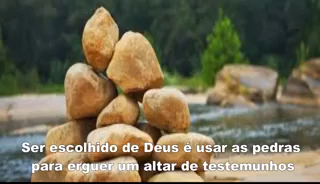 Ser escolhido de Deus é usar as pedras
para erguer um altar de testemunhos